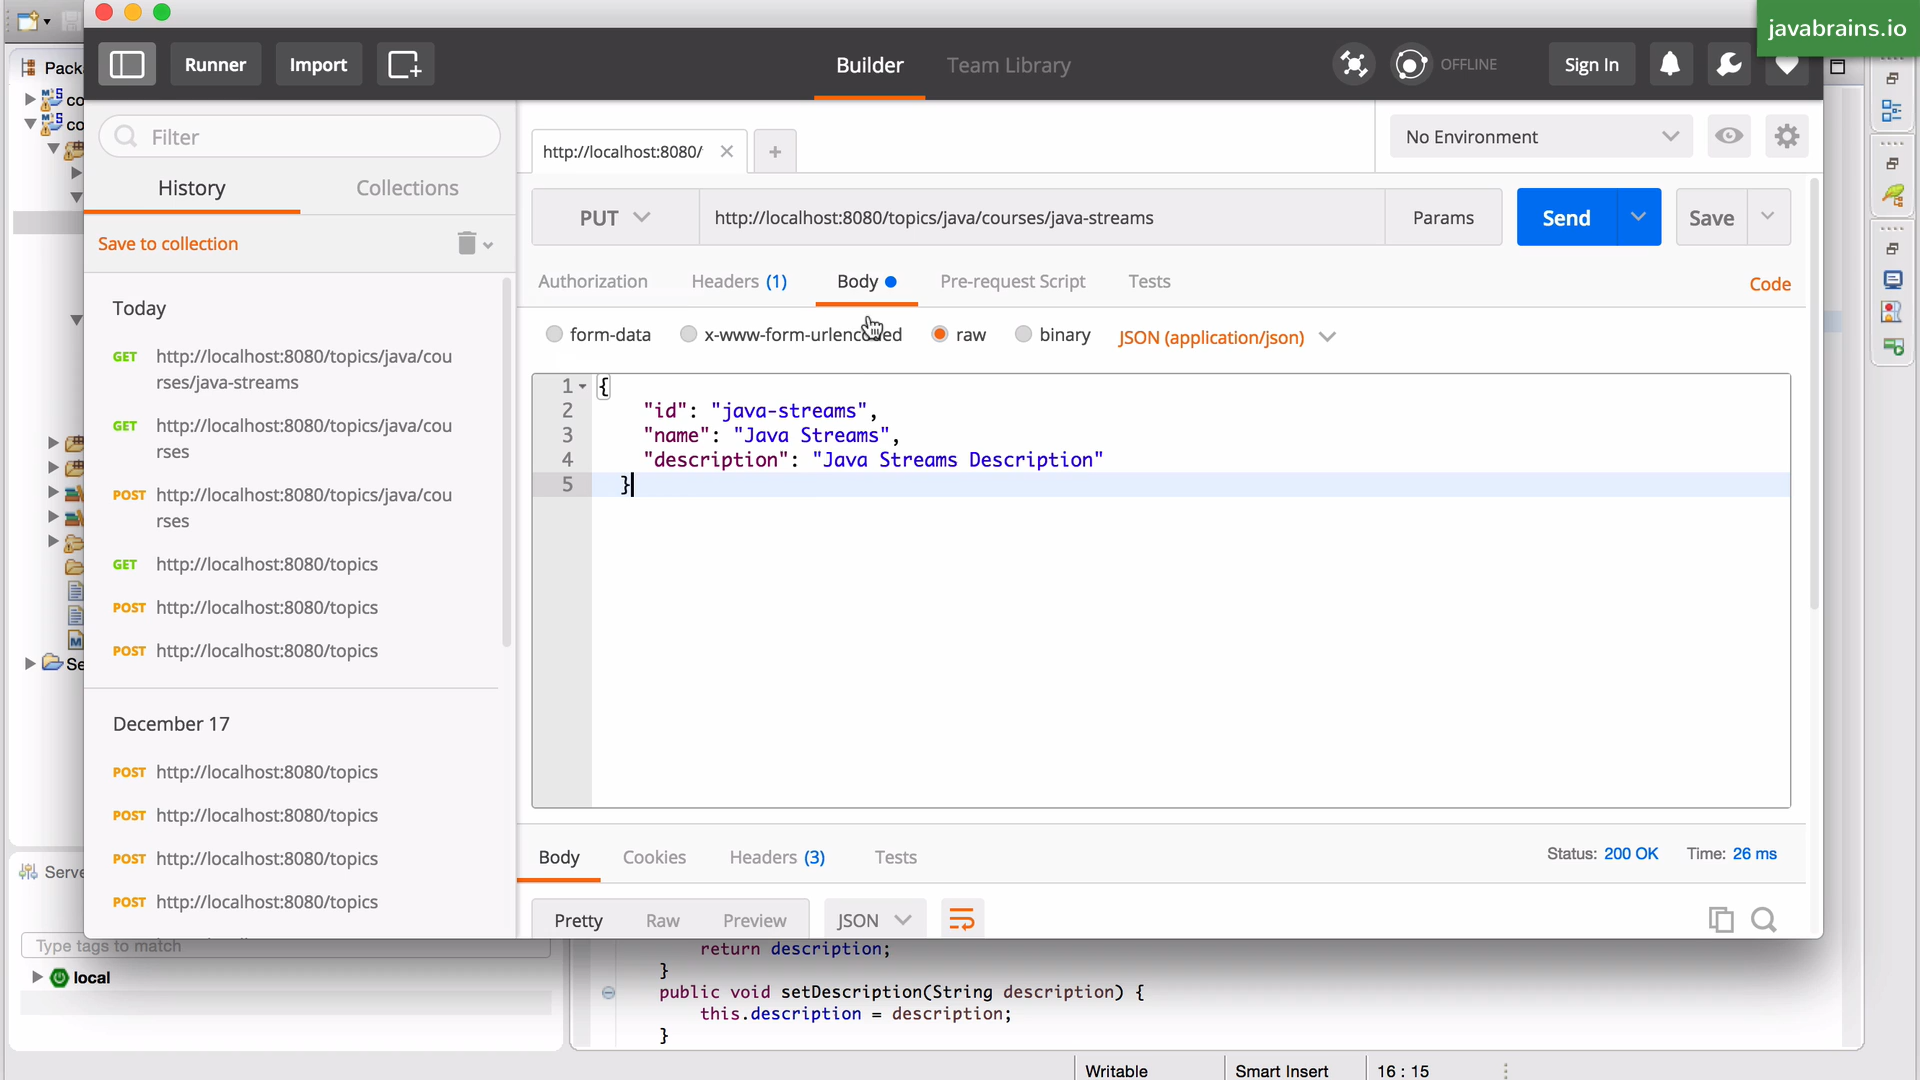 javabrains.io
Runner
Import
Builder
Team Library
OFFLINE
Sign In
Pack
Filter
History
Collections
Save to collection
Today
GET http://localhost:8080/topics/java/cou
rses/java-streams
GET http://localhost:8080/topics/java/cou
rses
POST http://localhost:8080/topics/java/cou
rses
GET http://localhost:8080/topics
POST http://localhost:8080/topics
POST http://localhost:8080/topics
December 17
POST http://localhost:8080/topics
POST http://localhost:8080/topics
POST http://localhost:8080/topics
POST http://localhost:8080/topics
co
co
Se
Serve
Type tags to match
local
http://localhost:8080/
No Environment
PUT
http://localhost:8080/topics/java/courses/java-streams
Params
Send
Save
Authorization
Headers (1)
Body
Pre-request Script
Tests
Code
form-data
x-www-form-urlencoded
raw
binary
JSON (application/json)
1 {
2 "id": "java-streams",
3 "name": "Java Streams",
4 "description": "Java Streams Description"
5 }
Body
Cookies
Headers (3)
Tests
Status: 200 OK
Time: 26 ms
Pretty
Raw
Preview
JSON
return description;
}
public void setDescription(String description) {
this.description = description;
}
Writable
Smart Insert
16 : 15